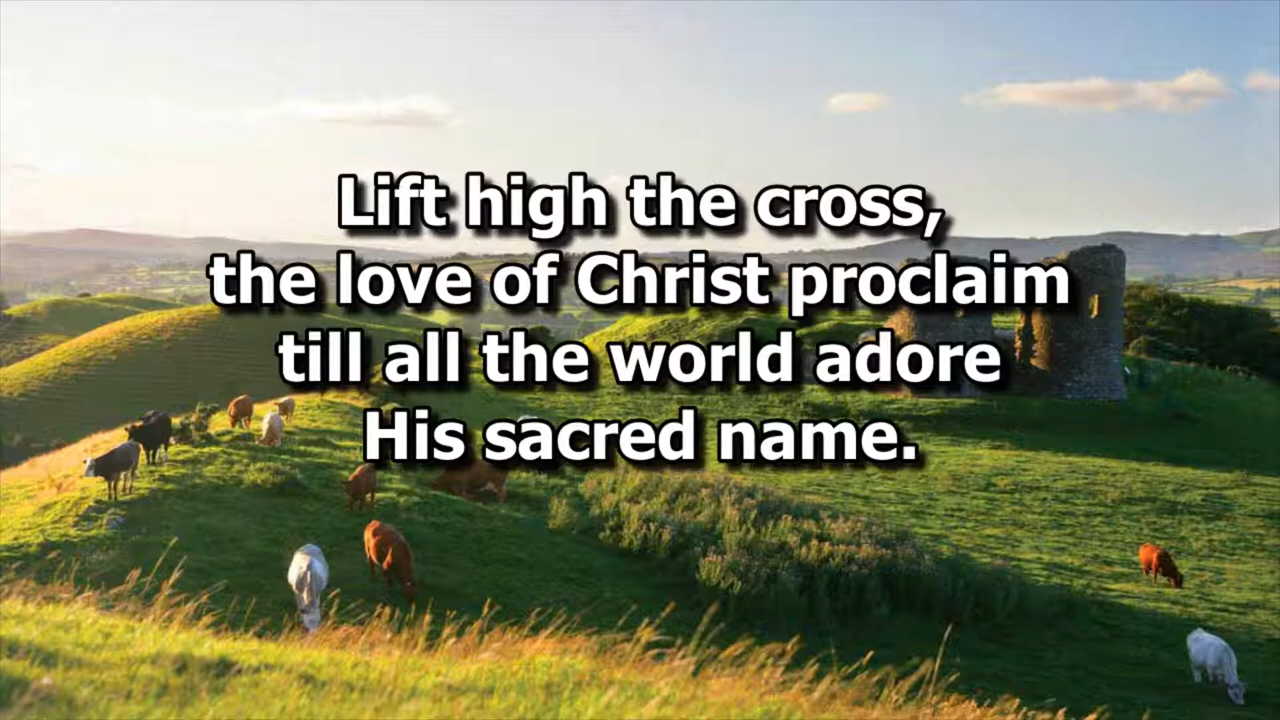 Lift high the cross,
the love of Christ proclaim
till all the world adore
His sacred name.